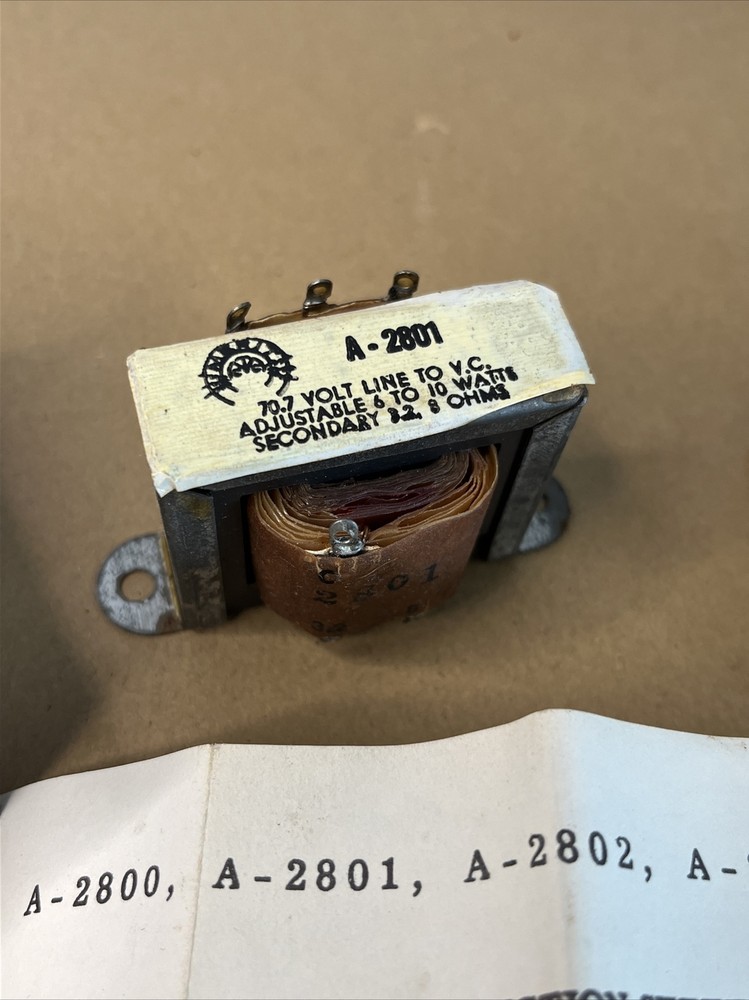 A-2801
70.7 VOLT LINE TO V.C.
ADJUSTABLE 6 TO 10 WATTS
SECONDARY 3.2, 8 OHMS
A-2800, A-2801, A-2802, A-